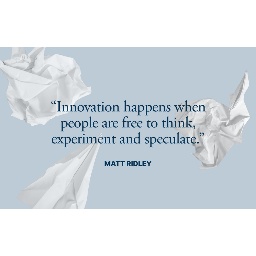 “Innovation happens when
people are free to think,
experiment and speculate.”
MATT RIDLEY